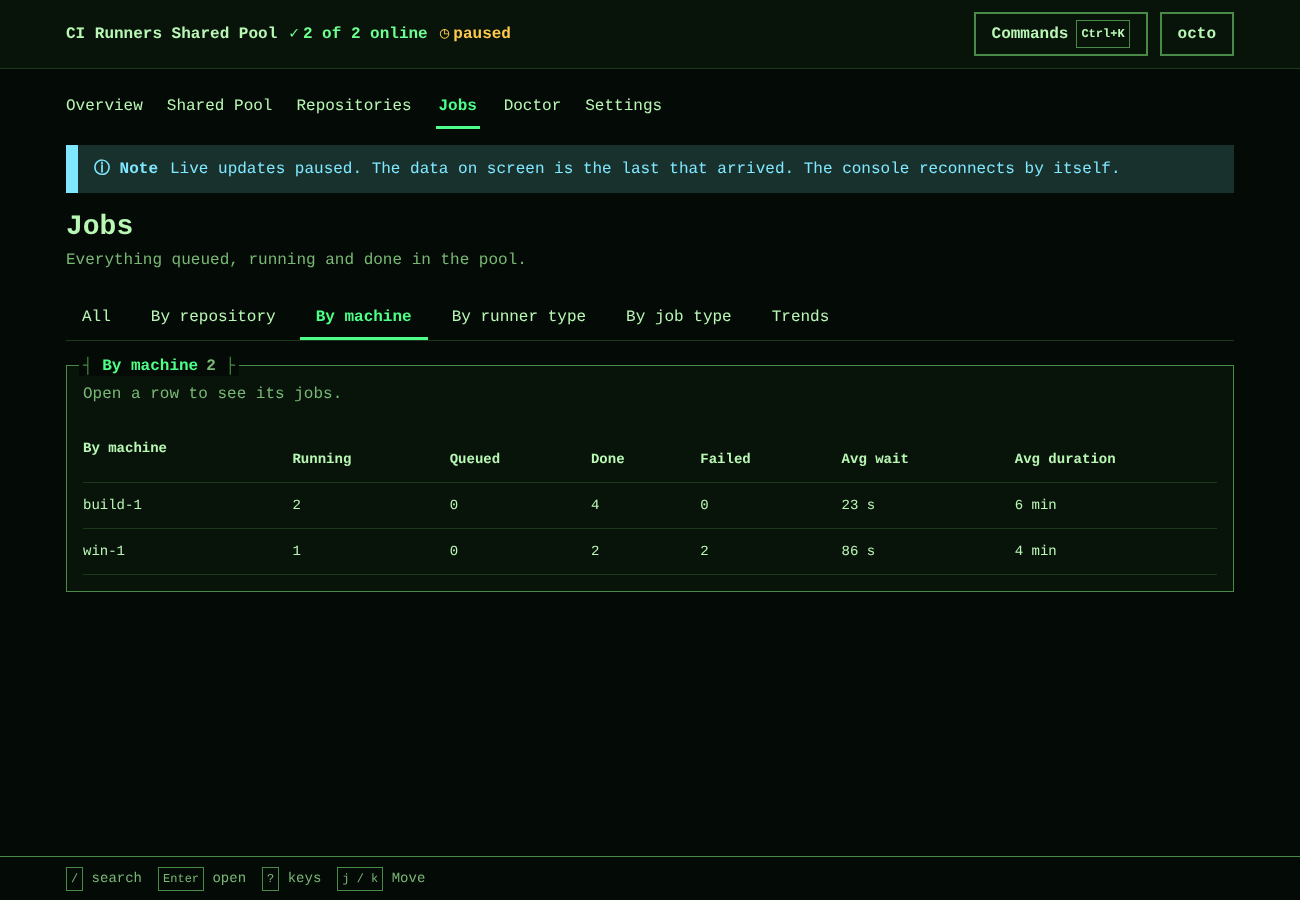 CI Runners Shared Pool ✓ 2 of 2 online ◷ paused Commands Ctrl+K octo
Overview Shared Pool Repositories Jobs Doctor Settings
ⓘ Note Live updates paused. The data on screen is the last that arrived. The console reconnects by itself.
Jobs
Everything queued, running and done in the pool.
All By repository By machine By runner type By job type Trends
By machine 2
Open a row to see its jobs.
By machine Running Queued Done Failed Avg wait Avg duration
build-1 2 0 4 0 23 s 6 min
win-1 1 0 2 2 86 s 4 min
/ search Enter open ? keys j / k Move